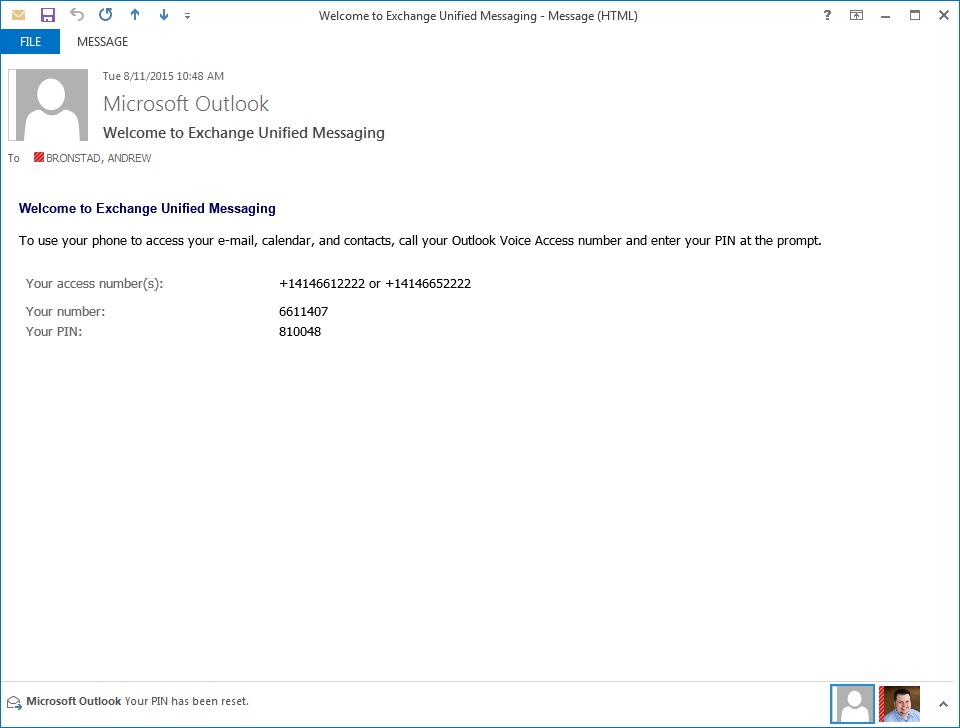 Welcome to Exchange Unified Messaging - Message (HTML)
?
FILE MESSAGE
Tue 8/11/2015 10:48 AM
Microsoft Outlook
Welcome to Exchange Unified Messaging
To BRONSTAD, ANDREW
Welcome to Exchange Unified Messaging
To use your phone to access your e-mail, calendar, and contacts, call your Outlook Voice Access number and enter your PIN at the prompt.
Your access number(s): +14146612222 or +14146652222
Your number: 6611407
Your PIN: 810048
Microsoft Outlook Your PIN has been reset.